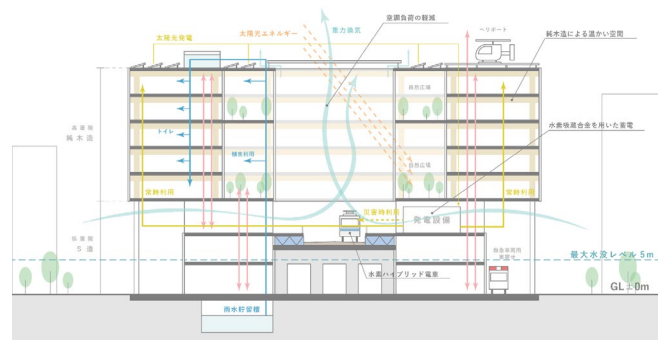 空調負荷の軽減
ヘリポート
太陽光発電
太陽光エネルギー
重力換気
純木造による温かい空間
自然広場
水素吸蔵合金を用いた蓄電
高層階
純木造
トイレ
雑水利用
自然広場
常時利用
常時利用
災害時利用
発電設備
低層階
S造
最大水没レベル 5m
水素ハイブリッド電車
GL±0m
雨水貯留槽